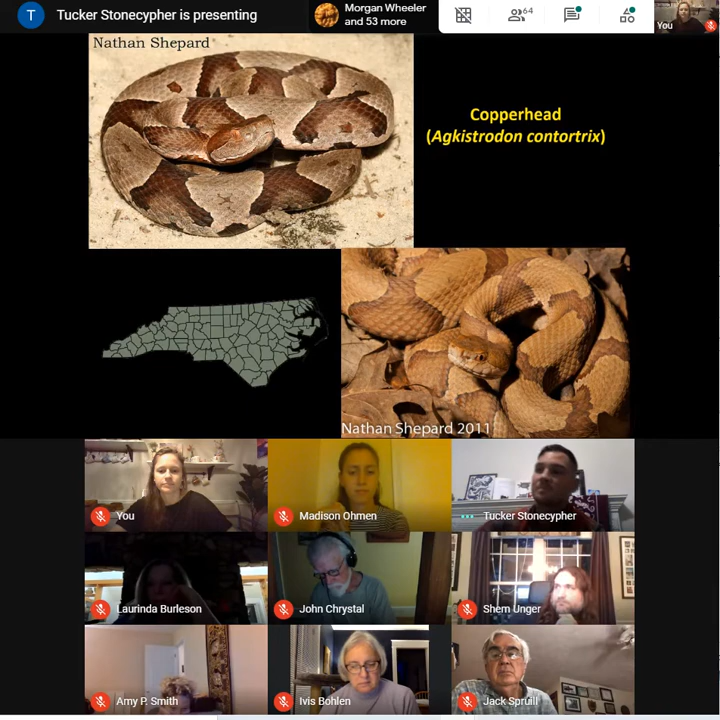 T
Tucker Stonecypher is presenting
Morgan Wheeler
and 53 more
64
You
Nathan Shepard
Copperhead
(Agkistrodon contortrix)
Nathan Shepard 2011
You
Madison Ohmen
Tucker Stonecypher
Laurinda Burleson
John Chrystal
Shem Unger
Amy P. Smith
Ivis Bohlen
Jack Spruill